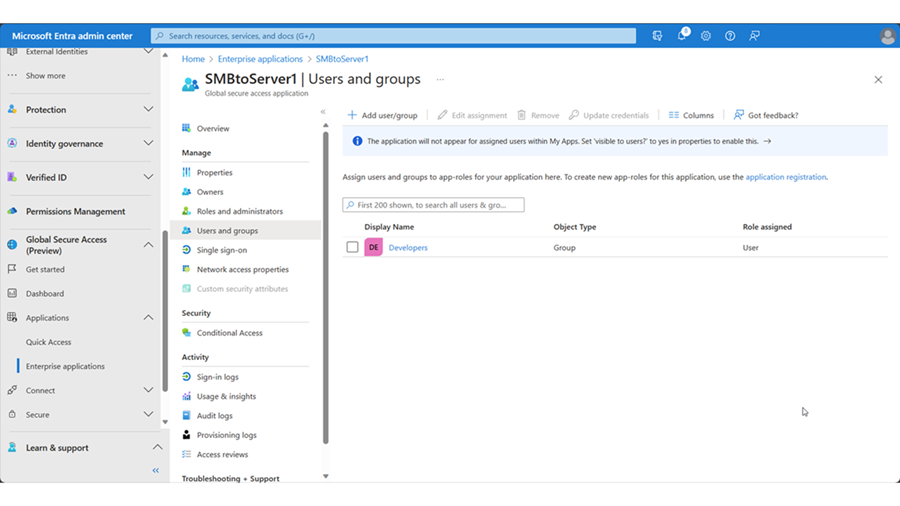 Microsoft Entra admin center
Search resources, services, and docs (G+/)
External Identities
Show more
Protection
Identity governance
Verified ID
Permissions Management
Global Secure Access
(Preview)
Get started
Dashboard
Applications
Quick Access
Enterprise applications
Connect
Secure
Learn & support
Home > Enterprise applications > SMBtoServer1
SMBtoServer1 | Users and groups ...
Global secure access application
Overview
Manage
Properties
Owners
Roles and administrators
Users and groups
Single sign-on
Network access properties
Custom security attributes
Security
Conditional Access
Activity
Sign-in logs
Usage & insights
Audit logs
Provisioning logs
Access reviews
Troubleshooting + Support
Add user/group
Edit assignment
Remove
Update credentials
Columns
Got feedback?
The application will not appear for assigned users within My Apps. Set 'visible to users?' to yes in properties to enable this. →
Assign users and groups to app-roles for your application here. To create new app-roles for this application, use the application registration.
First 200 shown, to search all users & gro...
Display Name Object Type Role assigned
DE Developers Group User